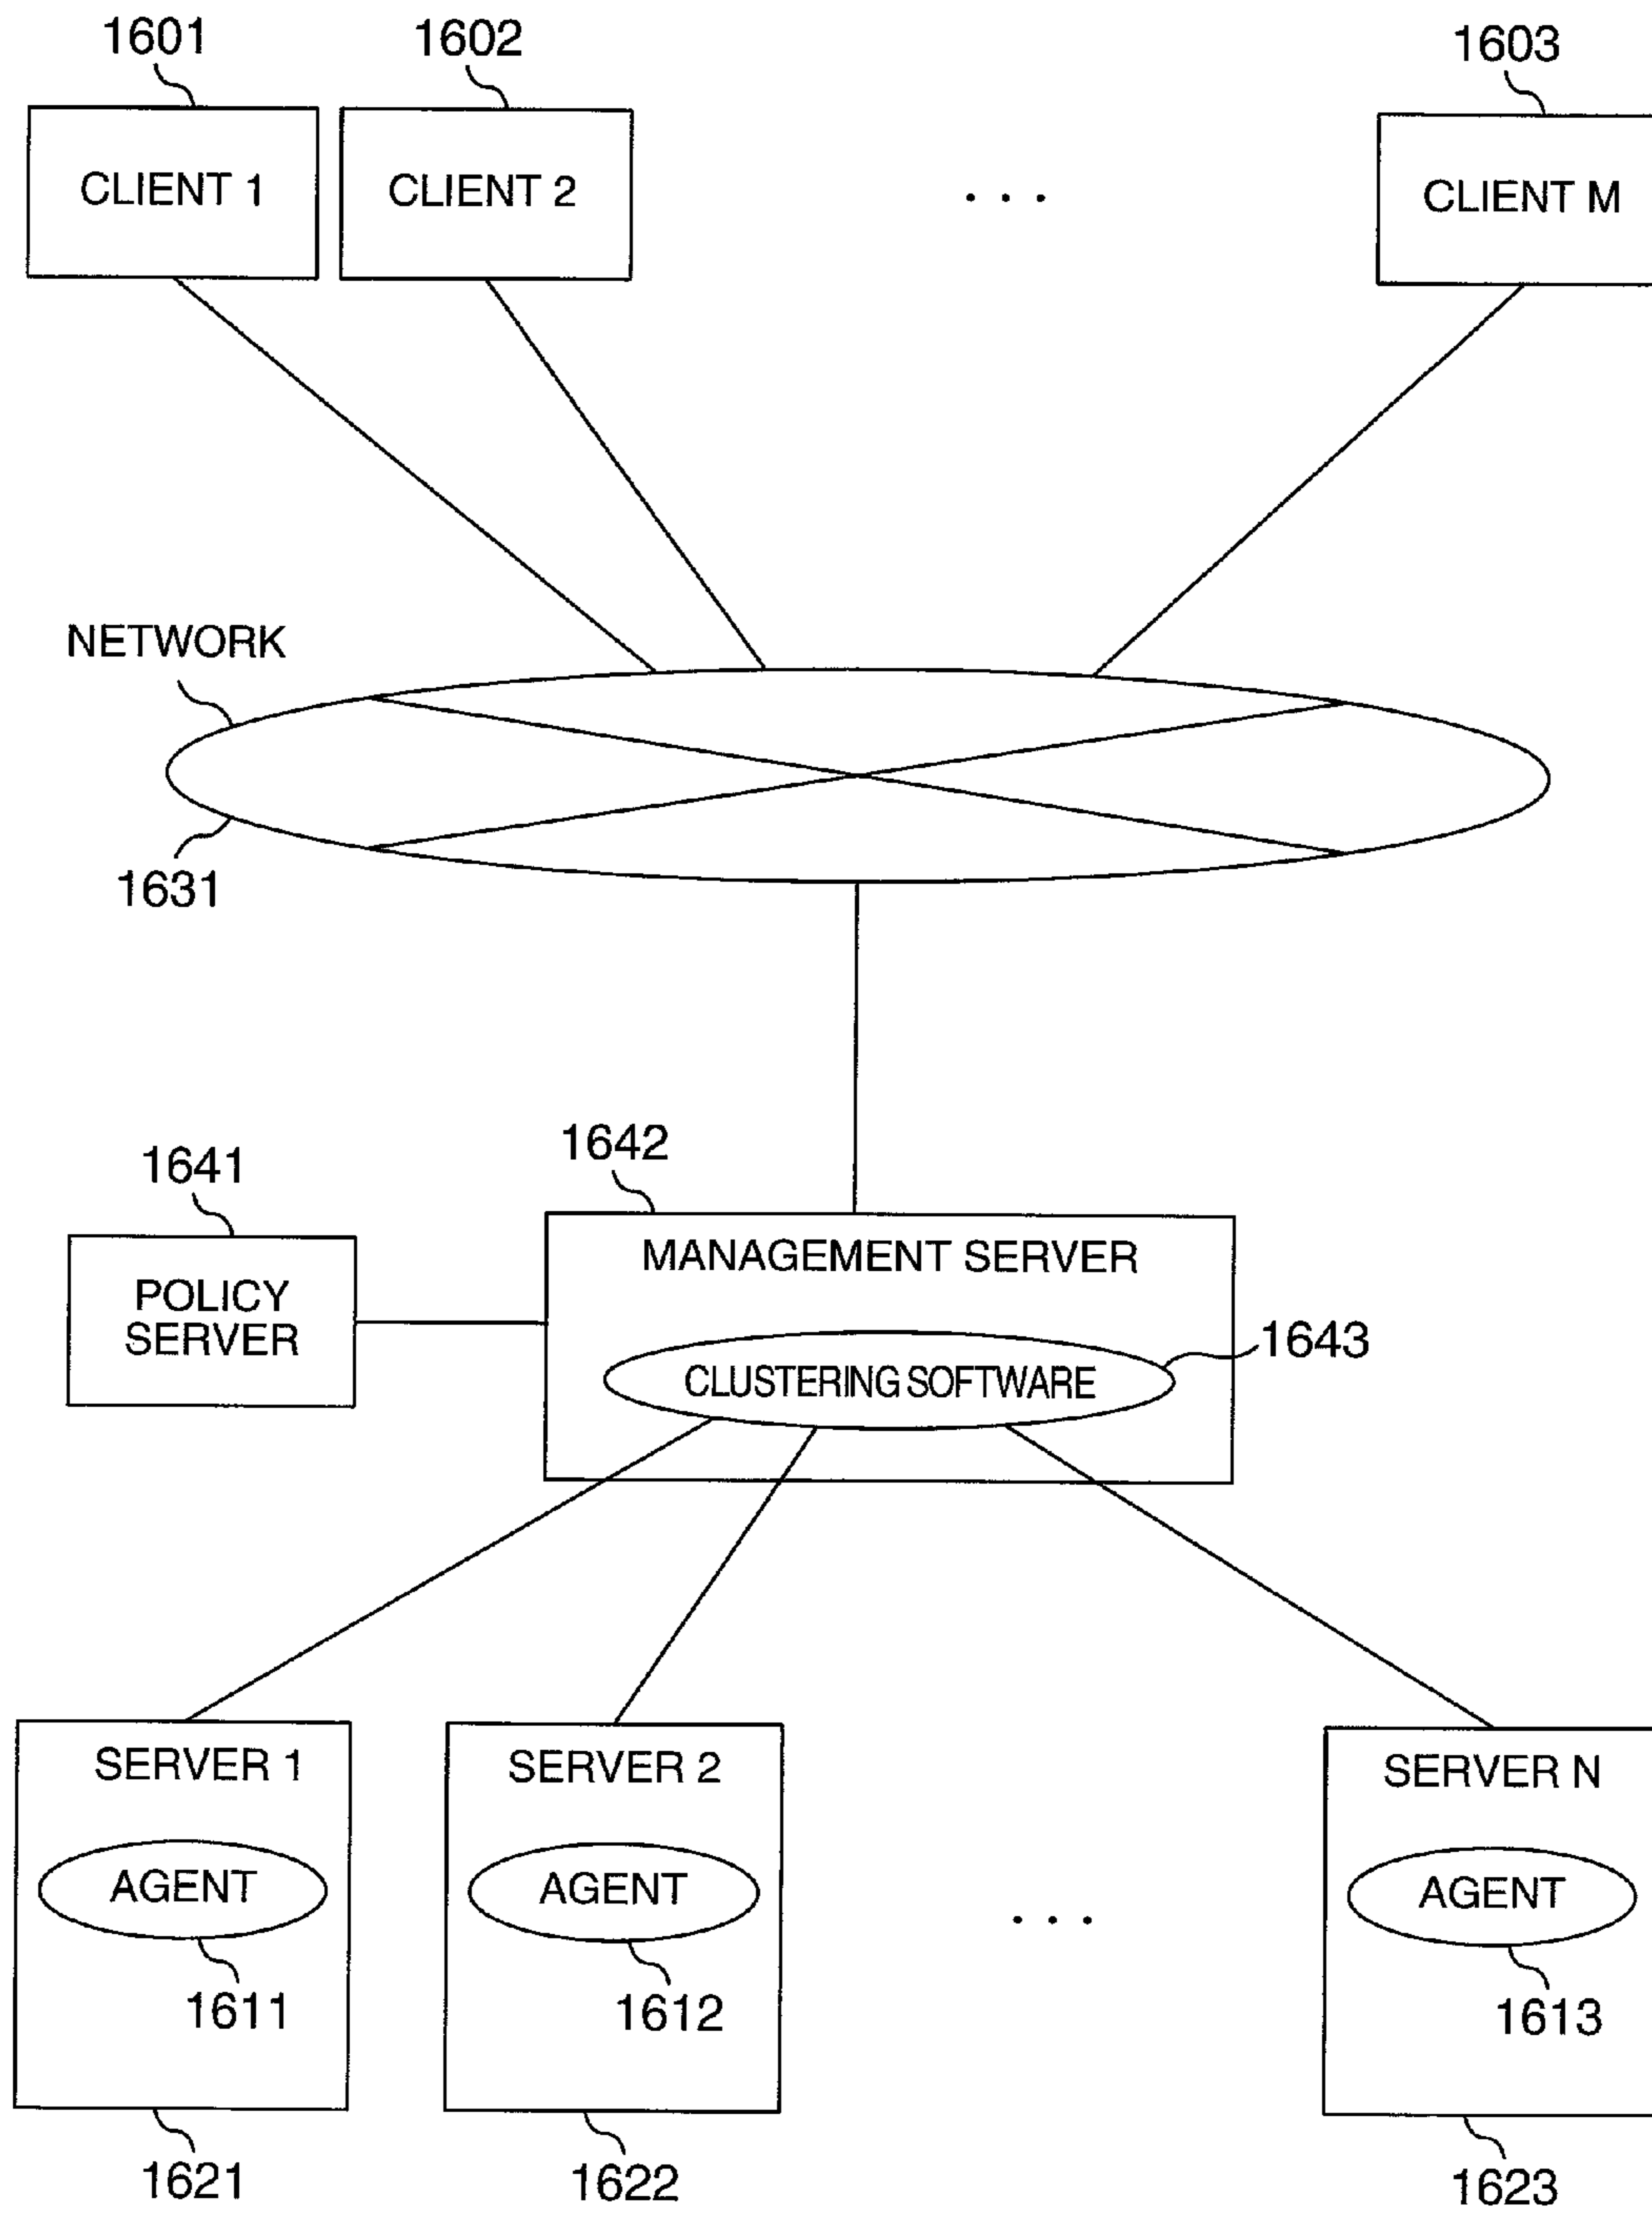 1601
1602
1603
CLIENT 1
CLIENT 2
. . .
CLIENT M
NETWORK
1631
1642
1641
MANAGEMENT SERVER
POLICY
SERVER
1643
CLUSTERING SOFTWARE
SERVER 1
SERVER 2
SERVER N
AGENT
AGENT
AGENT
. . .
1611
1612
1613
1621
1622
1623